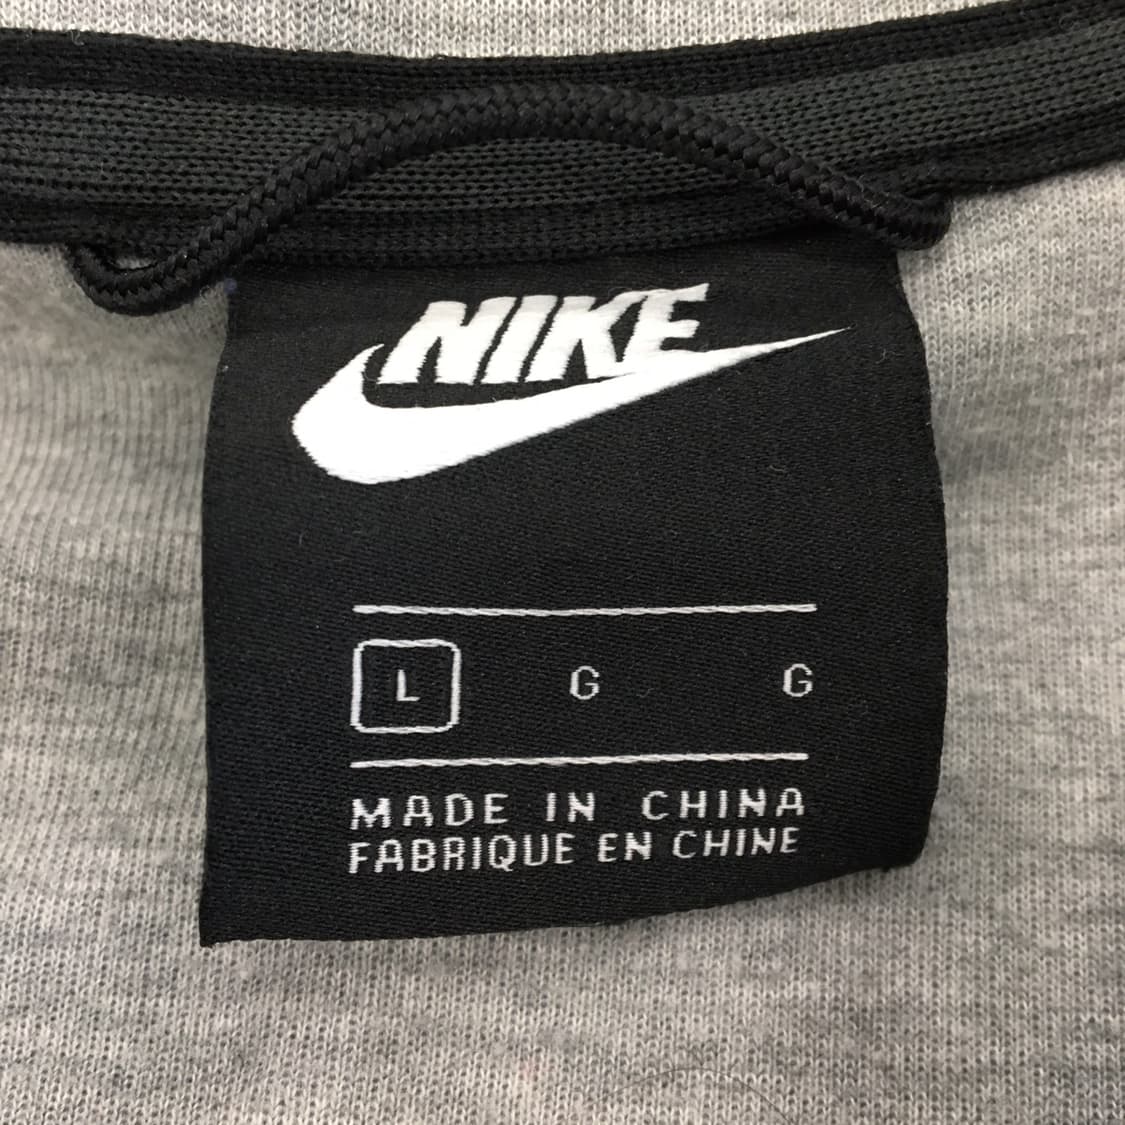 NIKE
L G G
MADE IN CHINA
FABRIQUE EN CHINE